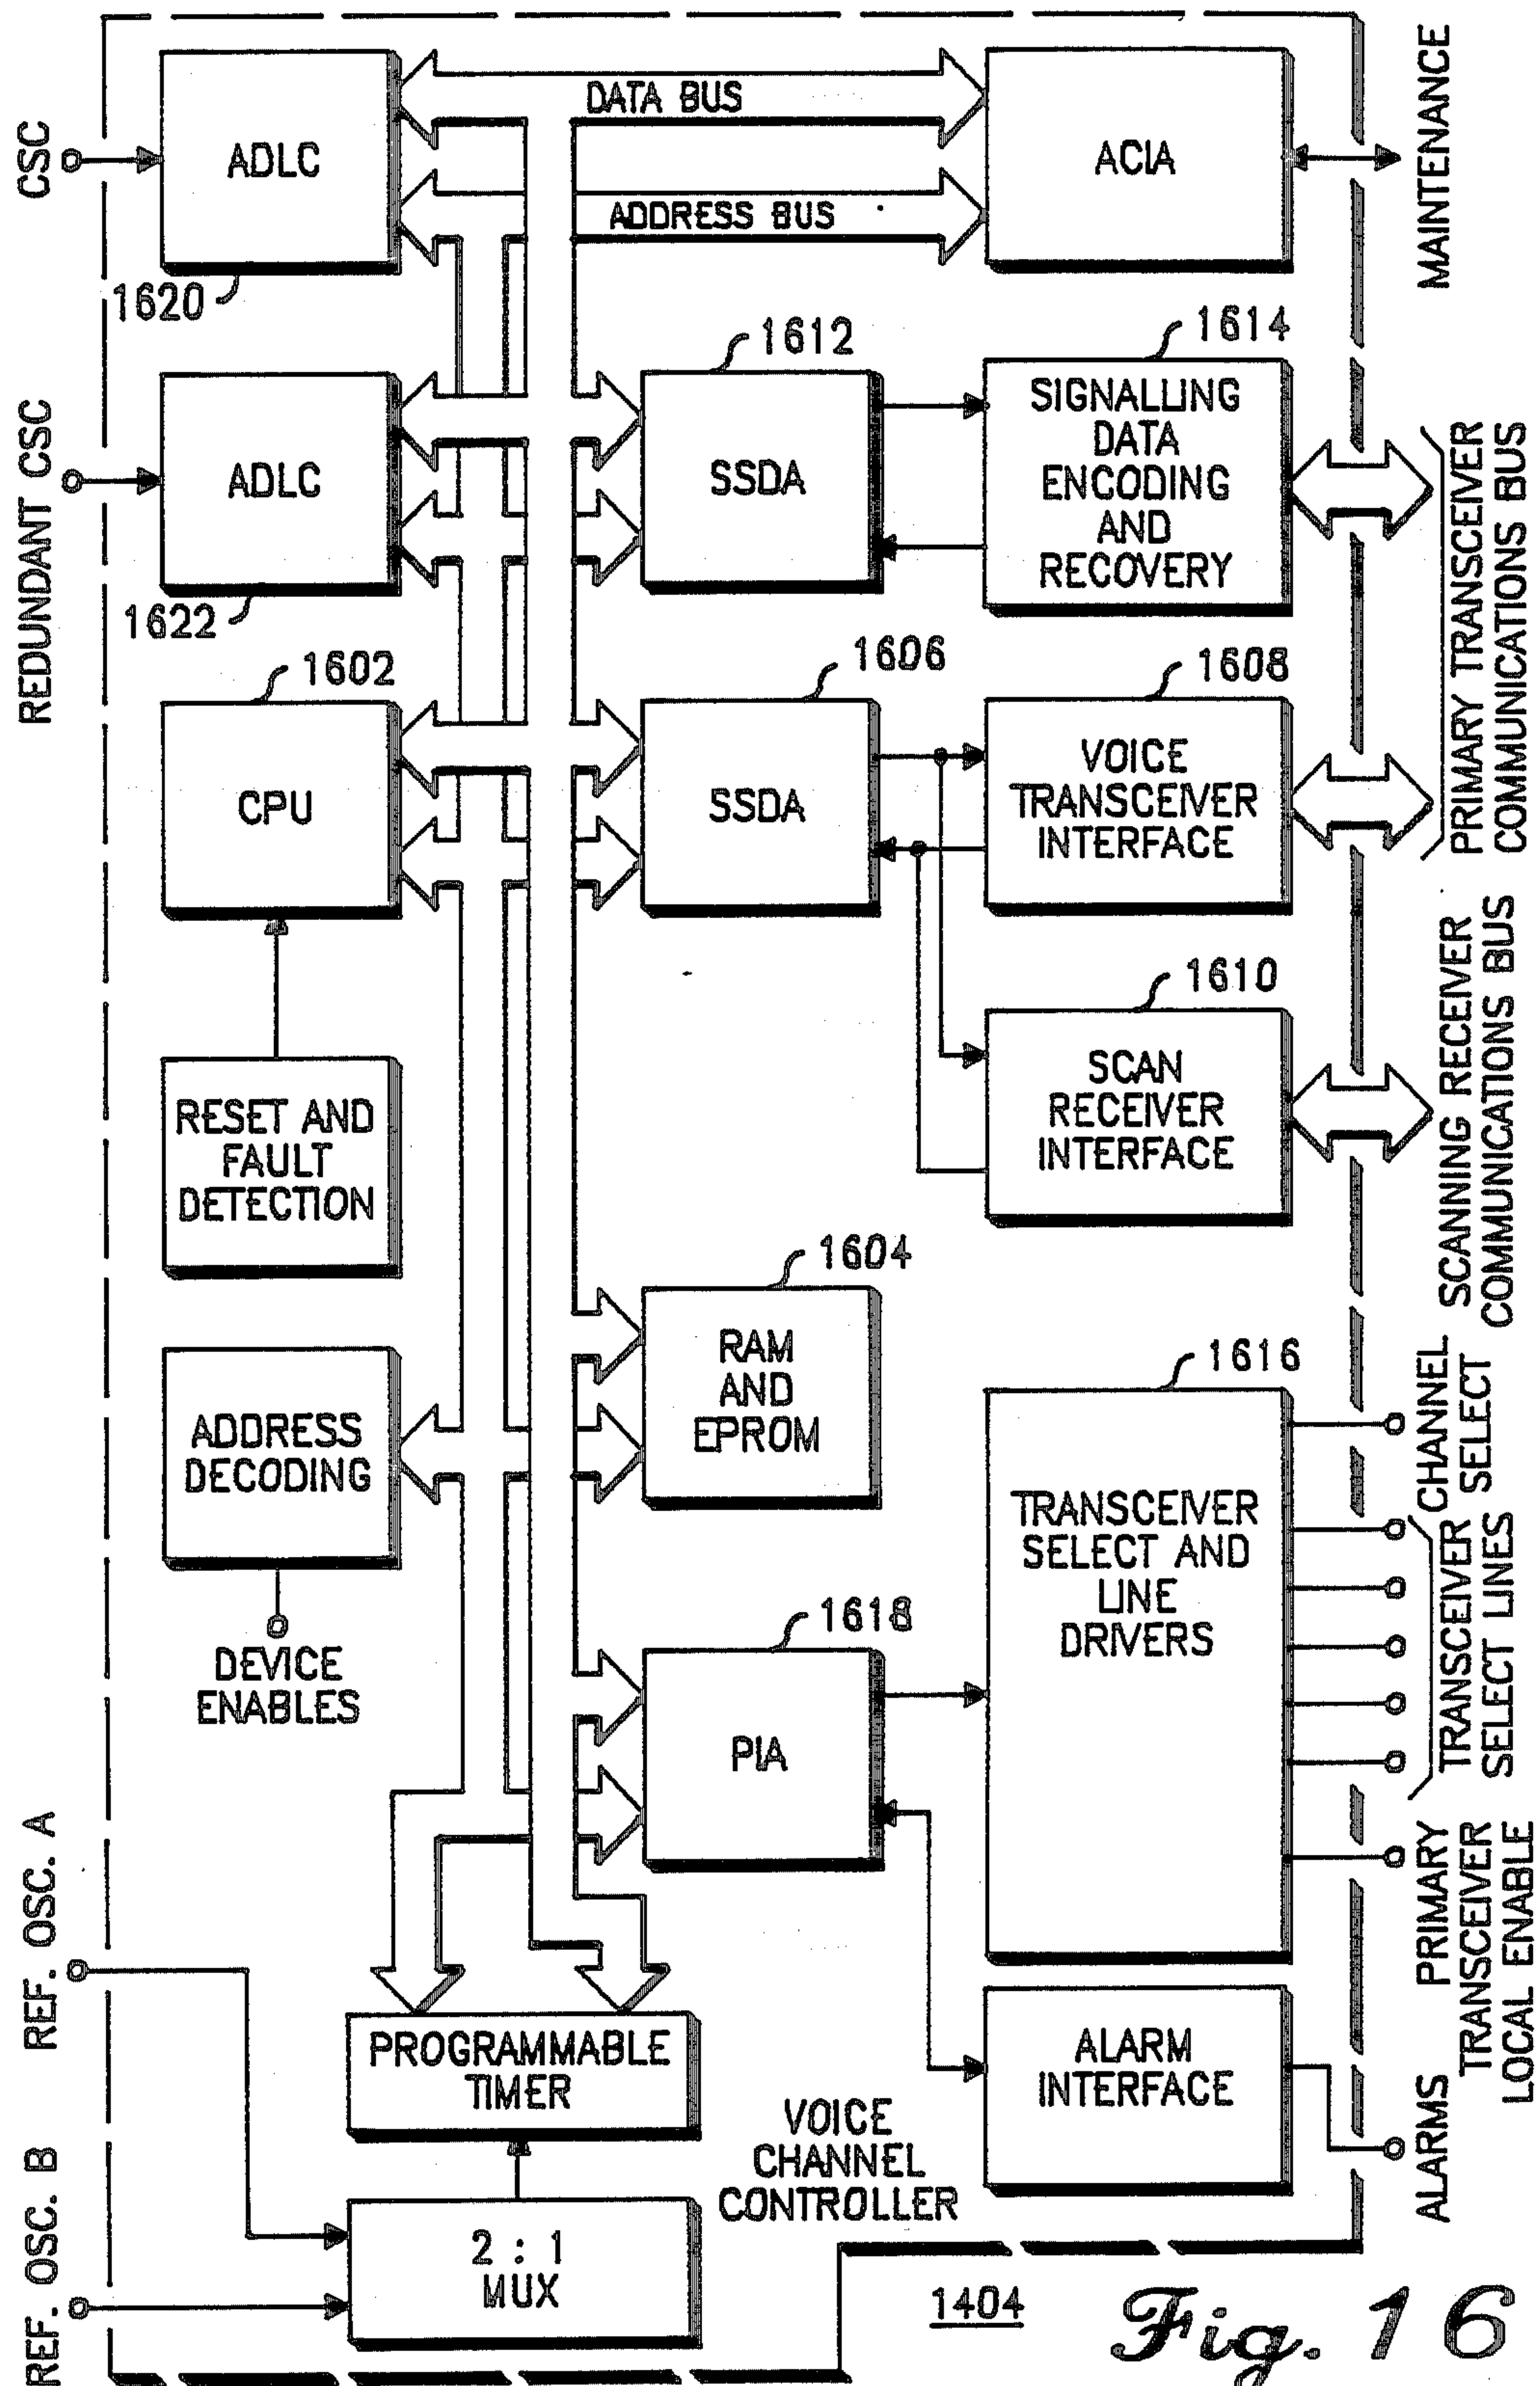 CSC
ADLC
DATA BUS
ADDRESS BUS
ACIA
MAINTENANCE
1620
REDUNDANT CSC
ADLC
1622
1612
SSDA
1614
SIGNALLING
DATA
ENCODING
AND
RECOVERY
PRIMARY TRANSCEIVER
COMMUNICATIONS BUS
1602
CPU
1606
SSDA
1608
VOICE
TRANSCEIVER
INTERFACE
RESET AND
FAULT
DETECTION
1610
SCAN
RECEIVER
INTERFACE
SCANNING RECEIVER
COMMUNICATIONS BUS
ADDRESS
DECODING
DEVICE
ENABLES
1604
RAM
AND
EPROM
1616
TRANSCEIVER
SELECT AND
LINE
DRIVERS
CHANNEL
SELECT
TRANSCEIVER
SELECT LINES
1618
PIA
PRIMARY
TRANSCEIVER
LOCAL ENABLE
REF. OSC. A
PROGRAMMABLE
TIMER
ALARM
INTERFACE
ALARMS
REF. OSC. B
2 : 1
MUX
VOICE
CHANNEL
CONTROLLER
1404
Fig. 16